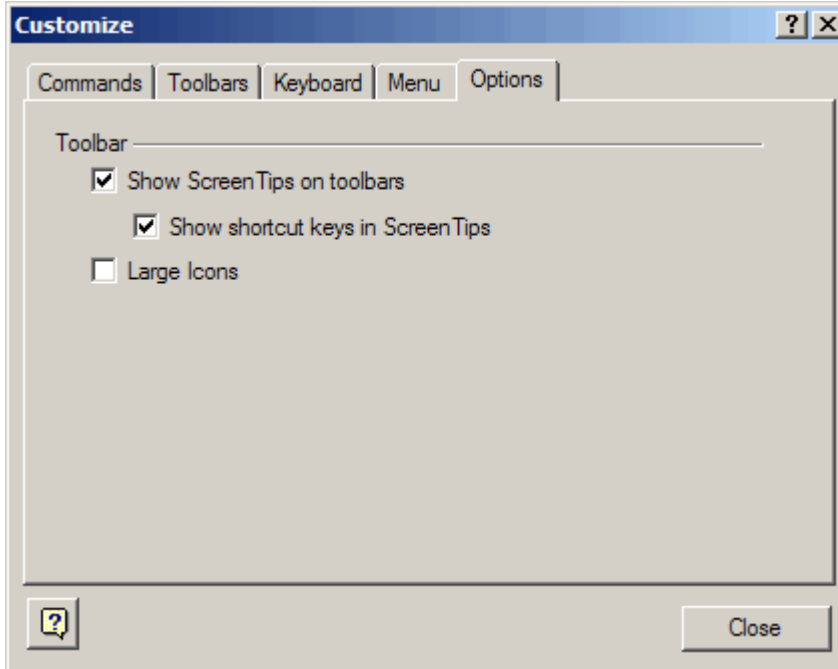 Customize
Commands Toolbars Keyboard Menu Options
Toolbar
Show ScreenTips on toolbars
Show shortcut keys in ScreenTips
Large Icons
Close